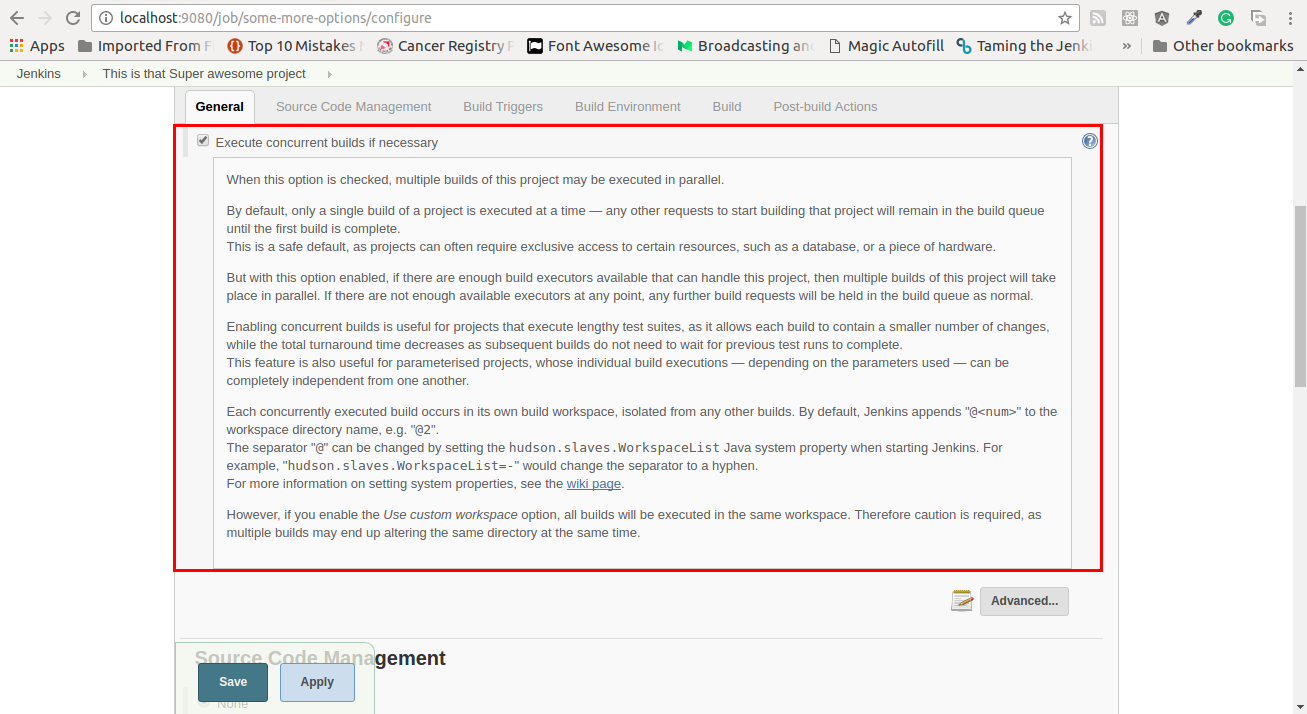 localhost:9080/job/some-more-options/configure
Apps Imported From F Top 10 Mistakes Cancer Registry Font Awesome Broadcasting an Magic Autofill Taming the Jenki » Other bookmarks
Jenkins This is that Super awesome project
General Source Code Management Build Triggers Build Environment Build Post-build Actions
Execute concurrent builds if necessary
When this option is checked, multiple builds of this project may be executed in parallel.
By default, only a single build of a project is executed at a time — any other requests to start building that project will remain in the build queue
until the first build is complete.
This is a safe default, as projects can often require exclusive access to certain resources, such as a database, or a piece of hardware.
But with this option enabled, if there are enough build executors available that can handle this project, then multiple builds of this project will take
place in parallel. If there are not enough available executors at any point, any further build requests will be held in the build queue as normal.
Enabling concurrent builds is useful for projects that execute lengthy test suites, as it allows each build to contain a smaller number of changes,
while the total turnaround time decreases as subsequent builds do not need to wait for previous test runs to complete.
This feature is also useful for parameterised projects, whose individual build executions — depending on the parameters used — can be
completely independent from one another.
Each concurrently executed build occurs in its own build workspace, isolated from any other builds. By default, Jenkins appends "@<num>" to the
workspace directory name, e.g. "@2".
The separator "@" can be changed by setting the hudson.slaves.WorkspaceList Java system property when starting Jenkins. For
example, "hudson.slaves.WorkspaceList=-" would change the separator to a hyphen.
For more information on setting system properties, see the wiki page.
However, if you enable the Use custom workspace option, all builds will be executed in the same workspace. Therefore caution is required, as
multiple builds may end up altering the same directory at the same time.
Advanced...
Source Code Management
Save Apply
None